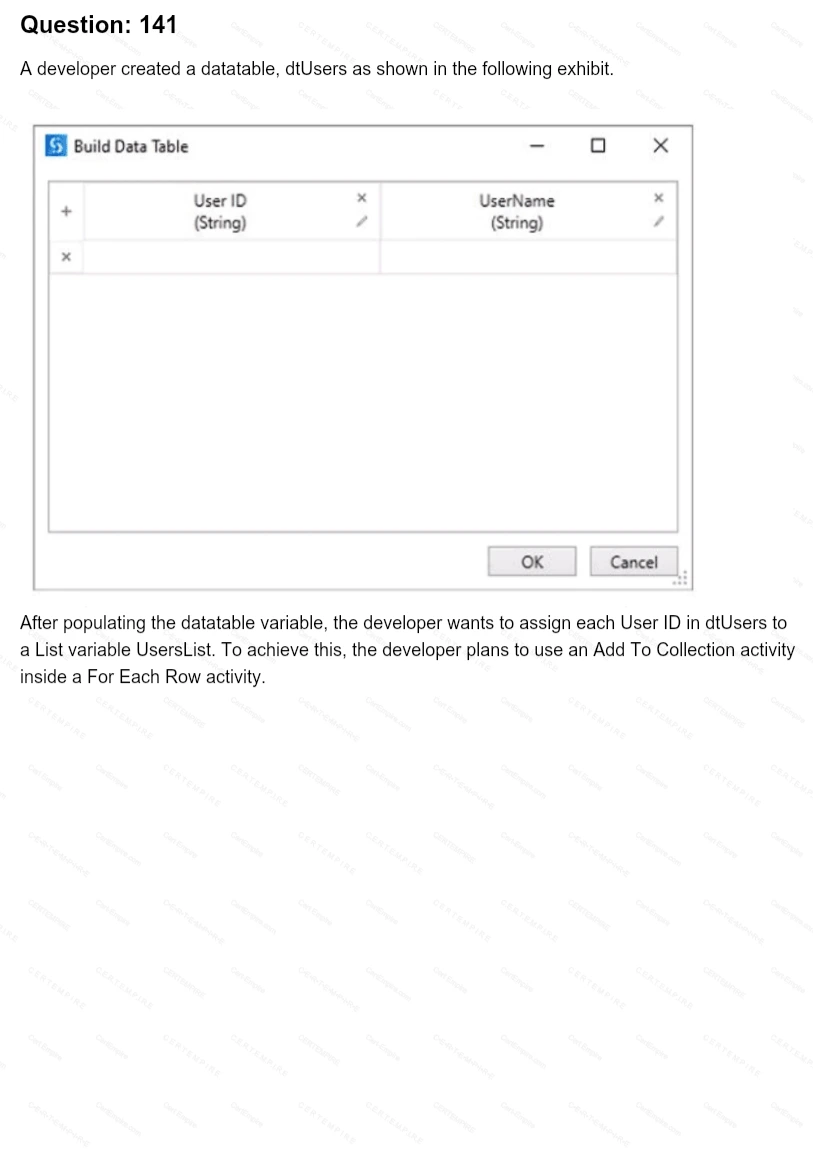 Question: 141
A developer created a datatable, dtUsers as shown in the following exhibit.
Build Data Table
User ID
(String)
UserName
(String)
OK
Cancel
After populating the datatable variable, the developer wants to assign each User ID in dtUsers to
a List variable UsersList. To achieve this, the developer plans to use an Add To Collection activity
inside a For Each Row activity.